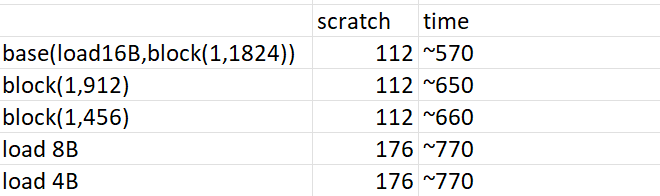 scratch time
base(load16B,block(1,1824)) 112 ~570
block(1,912) 112 ~650
block(1,456) 112 ~660
load 8B 176 ~770
load 4B 176 ~770